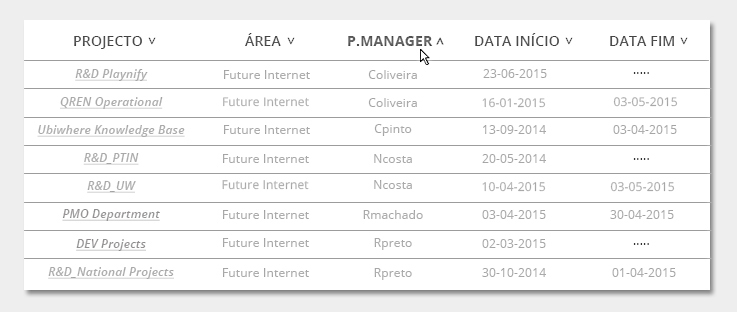 PROJECTO ˅ ÁREA ˅ P.MANAGER ˄ DATA INÍCIO ˅ DATA FIM ˅
R&D Playnify Future Internet Coliveira 23-06-2015 .....
QREN Operational Future Internet Coliveira 16-01-2015 03-05-2015
Ubiwhere Knowledge Base Future Internet Cpinto 13-09-2014 03-04-2015
R&D_PTIN Future Internet Ncosta 20-05-2014 .....
R&D_UW Future Internet Ncosta 10-04-2015 03-05-2015
PMO Department Future Internet Rmachado 03-04-2015 30-04-2015
DEV Projects Future Internet Rpreto 02-03-2015 .....
R&D_National Projects Future Internet Rpreto 30-10-2014 01-04-2015